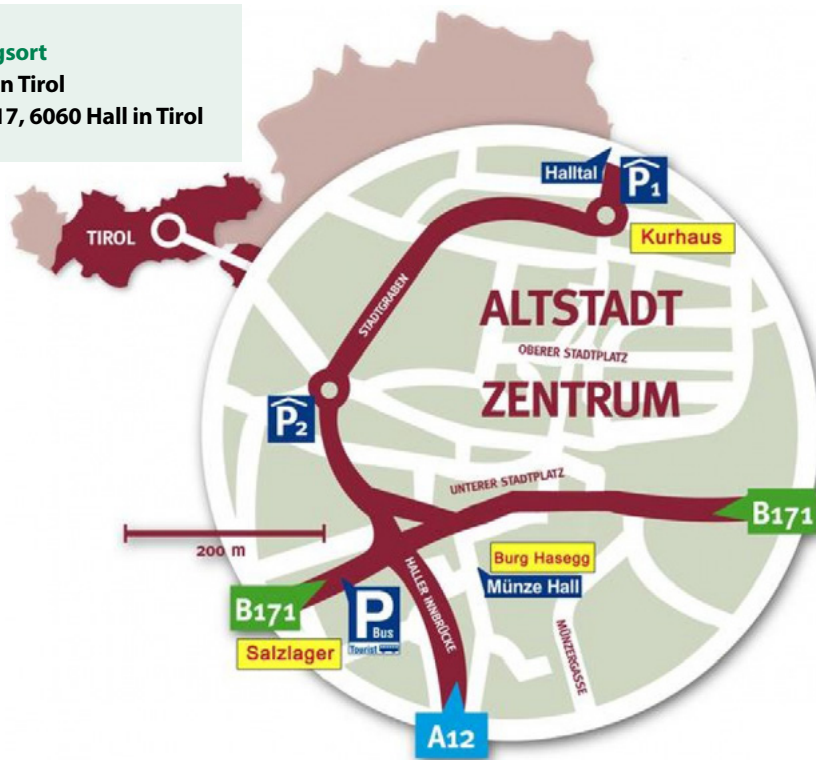 gsort
n Tirol
17, 6060 Hall in Tirol
TIROL
Halltal
P1
Kurhaus
STADTGRABEN
ALTSTADT
OBERER STADTPLATZ
ZENTRUM
P2
UNTERER STADTPLATZ
B171
200 m
HALLER INNBRÜCKE
Burg Hasegg
Münze Hall
B171
P
Bus
Tourist
Salzlager
MÜNZERGASSE
A12